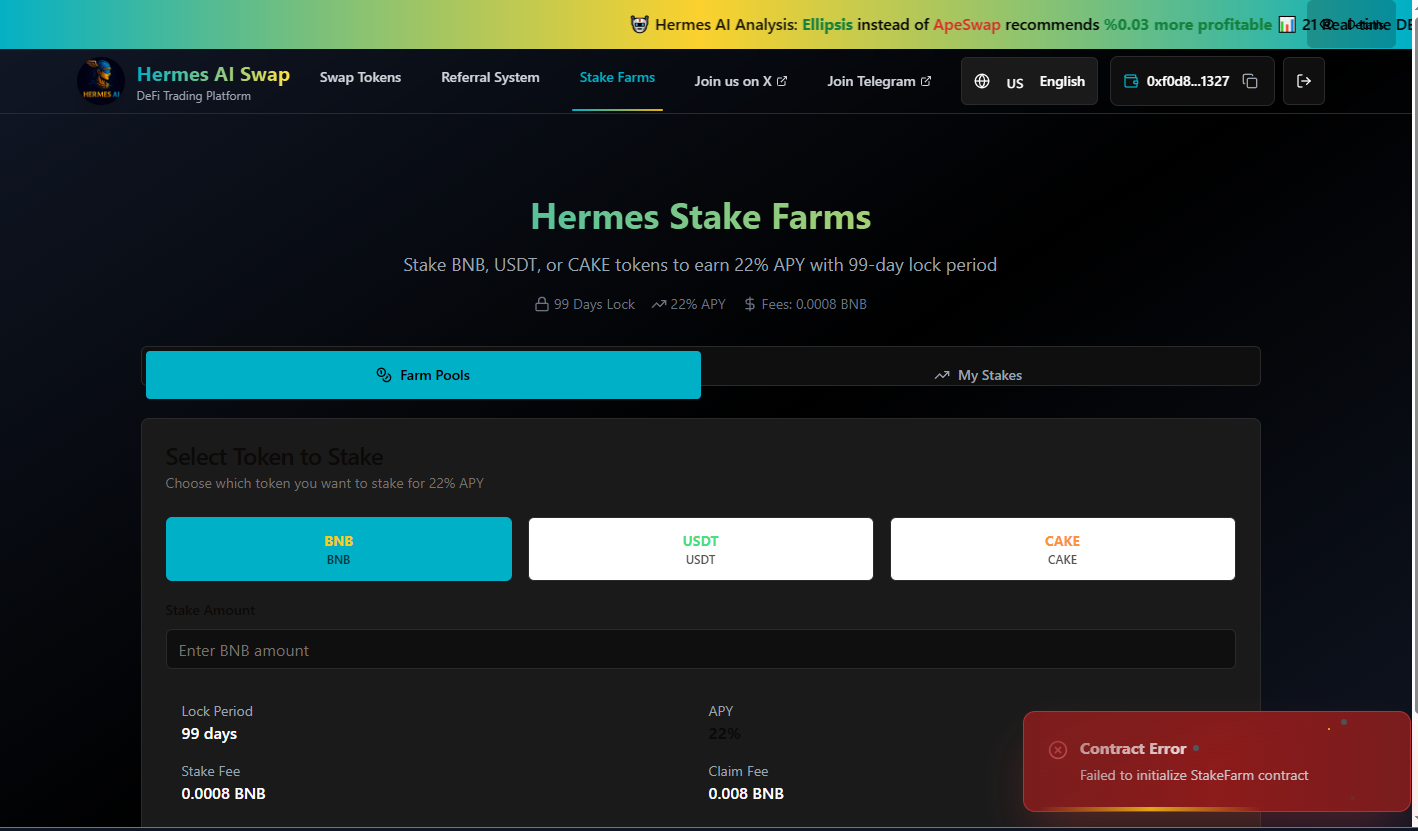 Hermes AI Analysis: Ellipsis instead of ApeSwap recommends %0.03 more profitable 📊 21 Real-time DE
Details
HERMES AI
Hermes AI Swap
DeFi Trading Platform
Swap Tokens
Referral System
Stake Farms
Join us on X
Join Telegram
US English
0xf0d8...1327
Hermes Stake Farms
Stake BNB, USDT, or CAKE tokens to earn 22% APY with 99-day lock period
99 Days Lock
22% APY
Fees: 0.0008 BNB
Farm Pools
My Stakes
Select Token to Stake
Choose which token you want to stake for 22% APY
BNB
BNB
USDT
USDT
CAKE
CAKE
Stake Amount
Enter BNB amount
Lock Period
99 days
APY
22%
Stake Fee
0.0008 BNB
Claim Fee
0.008 BNB
Contract Error
Failed to initialize StakeFarm contract